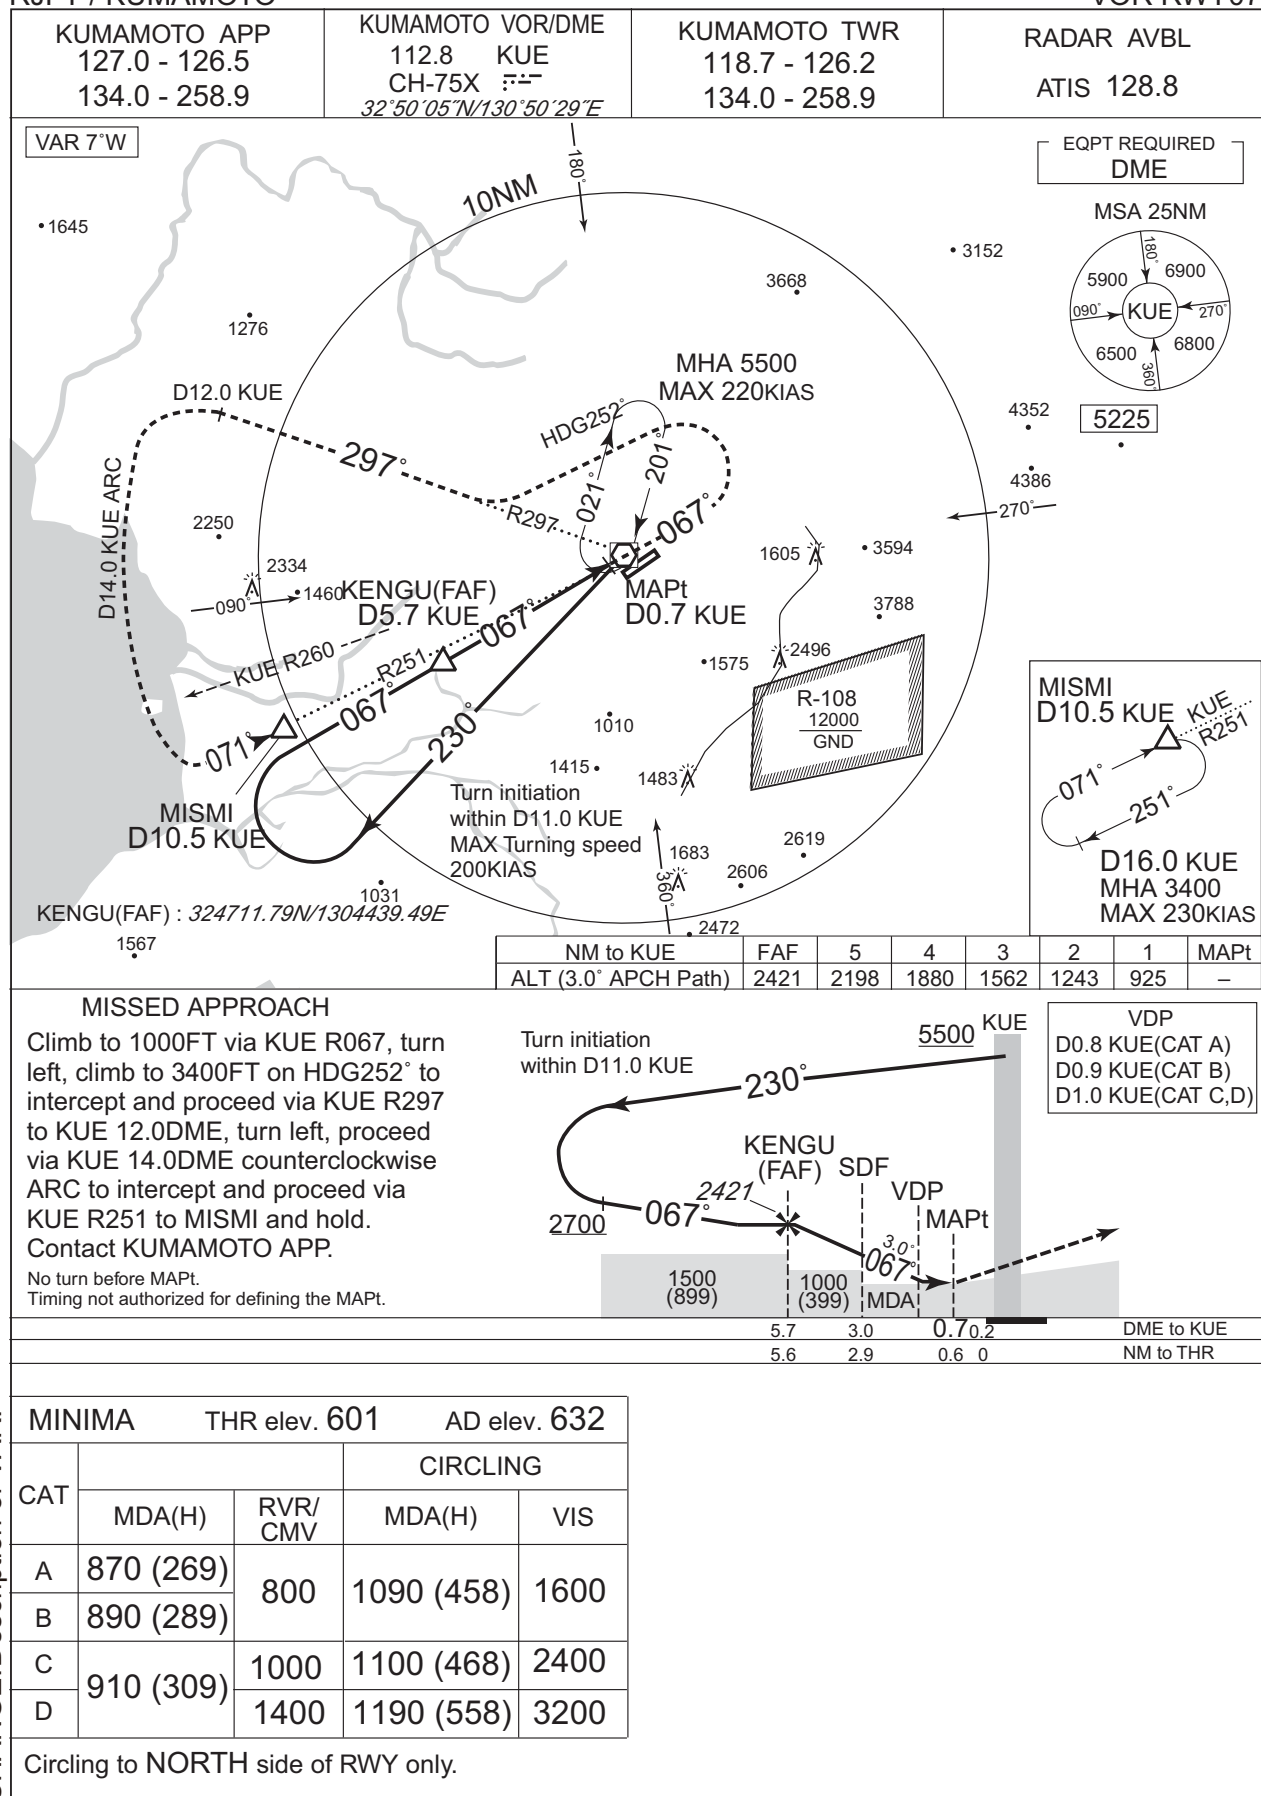 KUMAMOTO APP
127.0 - 126.5
134.0 - 258.9
KUMAMOTO VOR/DME
112.8 KUE
CH-75X
32°50´05˝N/130°50´29˝E
KUMAMOTO TWR
118.7 - 126.2
134.0 - 258.9
RADAR AVBL
ATIS 128.8
VAR 7°W
EQPT REQUIRED
DME
MSA 25NM
180°
5900
6900
090°
KUE
270°
6500
6800
360°
5225
10NM
180°
1645
3152
3668
1276
MHA 5500
MAX 220KIAS
D12.0 KUE
HDG252°
4352
4386
297°
021°
201°
R297
067°
270°
D14.0 KUE ARC
2250
2334
1460
090°
KENGU(FAF)
D5.7 KUE
067°
MAPt
D0.7 KUE
1605
3594
3788
KUE R260
R251
1575
2496
R-108
12000
GND
067°
230°
1010
071°
1415
1483
MISMI
D10.5 KUE
Turn initiation
within D11.0 KUE
MAX Turning speed
200KIAS
1683
2619
2606
360°
1031
2472
KENGU(FAF) : 324711.79N/1304439.49E
1567
MISMI
D10.5 KUE
KUE
R251
071°
251°
D16.0 KUE
MHA 3400
MAX 230KIAS
NM to KUE FAF 5 4 3 2 1 MAPt
ALT (3.0° APCH Path) 2421 2198 1880 1562 1243 925 –
MISSED APPROACH
Climb to 1000FT via KUE R067, turn
left, climb to 3400FT on HDG252° to
intercept and proceed via KUE R297
to KUE 12.0DME, turn left, proceed
via KUE 14.0DME counterclockwise
ARC to intercept and proceed via
KUE R251 to MISMI and hold.
Contact KUMAMOTO APP.
No turn before MAPt.
Timing not authorized for defining the MAPt.
Turn initiation
within D11.0 KUE
5500
KUE
VDP
D0.8 KUE(CAT A)
D0.9 KUE(CAT B)
D1.0 KUE(CAT C,D)
230°
KENGU
(FAF)
SDF
2421
VDP
MAPt
2700
067°
3.0°
067°
1500
(899)
1000
(399)
MDA
5.7 3.0 0.7 0.2 DME to KUE
5.6 2.9 0.6 0 NM to THR
MINIMA THR elev. 601 AD elev. 632
CAT
CIRCLING
MDA(H)
RVR/
CMV
MDA(H)
VIS
A 870 (269)
800 1090 (458) 1600
B 890 (289)
C
910 (309)
1000 1100 (468) 2400
D 1400 1190 (558) 3200
Circling to NORTH side of RWY only.